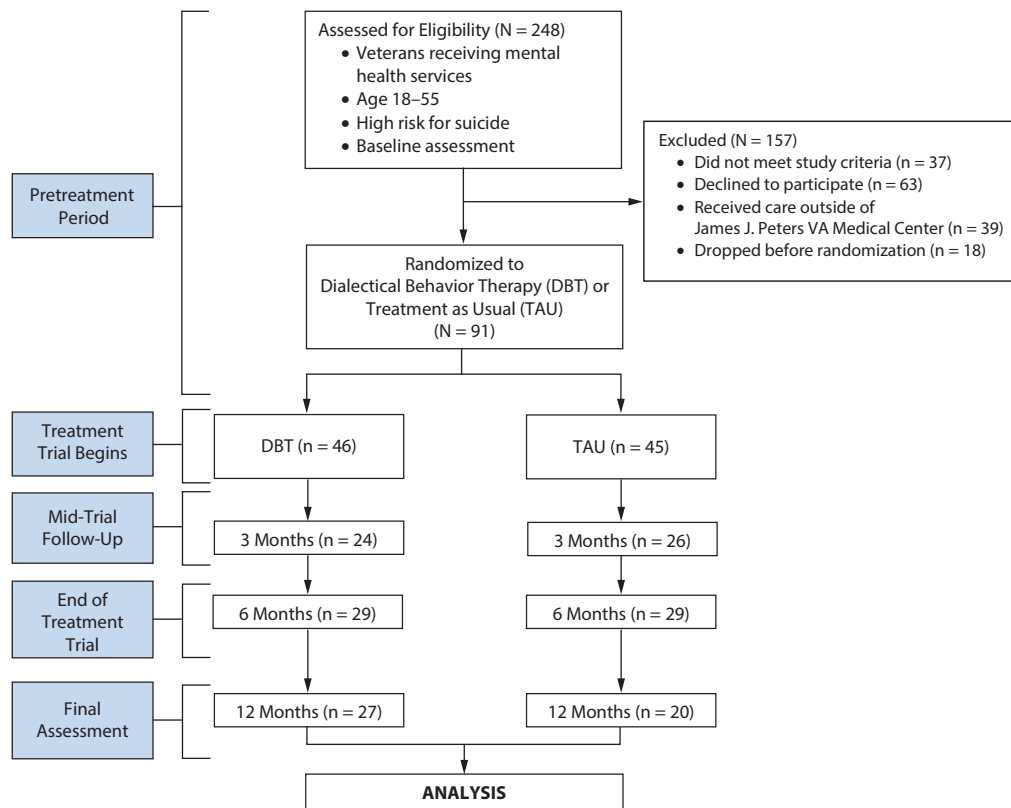 Assessed for Eligibility (N = 248)
• Veterans receiving mental
health services
• Age 18–55
• High risk for suicide
• Baseline assessment
Excluded (N = 157)
• Did not meet study criteria (n = 37)
• Declined to participate (n = 63)
• Received care outside of
James J. Peters VA Medical Center (n = 39)
• Dropped before randomization (n = 18)
Pretreatment
Period
Randomized to
Dialectical Behavior Therapy (DBT) or
Treatment as Usual (TAU)
(N = 91)
Treatment
Trial Begins
DBT (n = 46)
TAU (n = 45)
Mid-Trial
Follow-Up
3 Months (n = 24)
3 Months (n = 26)
End of
Treatment
Trial
6 Months (n = 29)
6 Months (n = 29)
Final
Assessment
12 Months (n = 27)
12 Months (n = 20)
ANALYSIS